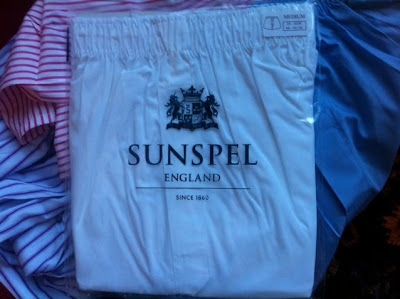 MEDIUM
SUNSPEL
ENGLAND
SINCE 1860